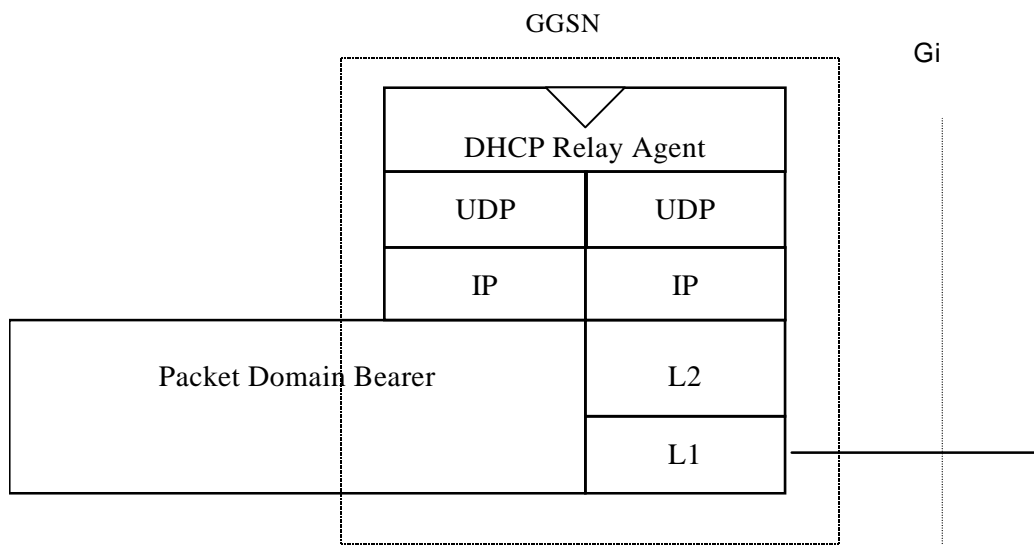 GGSN
Gi
DHCP Relay Agent
UDP UDP
IP IP
Packet Domain Bearer L2
L1